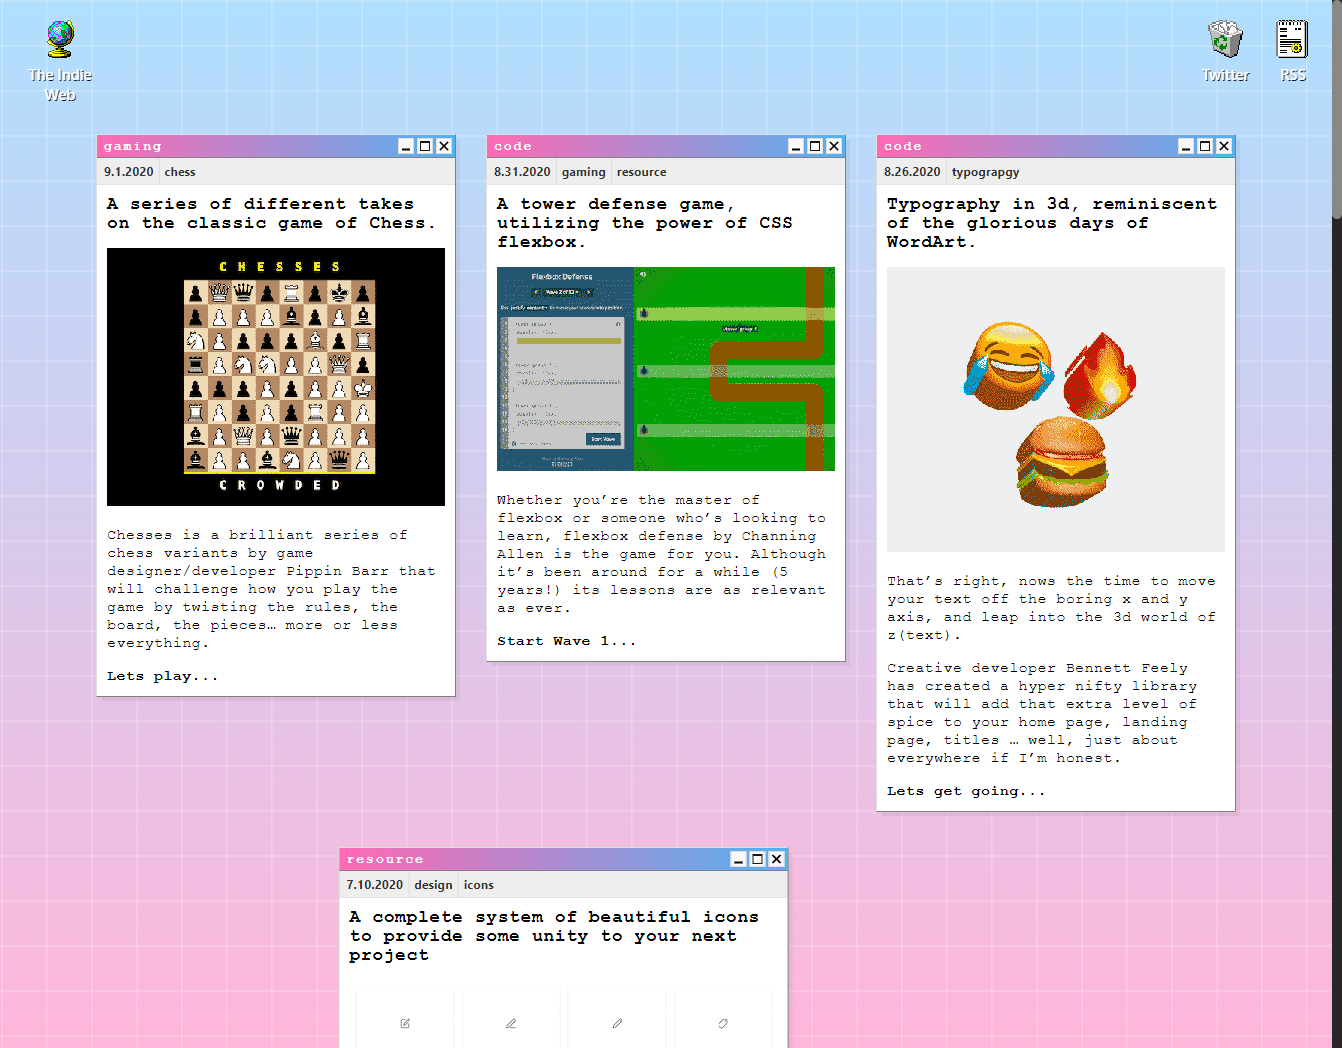 The Indie
Web
Twitter
RSS
gaming
9.1.2020 chess
A series of different takes
on the classic game of Chess.
CHESSES
CROWDED
Chesses is a brilliant series of
chess variants by game
designer/developer Pippin Barr that
will challenge how you play the
game by twisting the rules, the
board, the pieces… more or less
everything.
Lets play...
code
8.31.2020 gaming resource
A tower defense game,
utilizing the power of CSS
flexbox.
Flexbox Defense
Start Wave
Whether you’re the master of
flexbox or someone who’s looking to
learn, flexbox defense by Channing
Allen is the game for you. Although
it’s been around for a while (5
years!) its lessons are as relevant
as ever.
Start Wave 1...
code
8.26.2020 typograpgy
Typography in 3d, reminiscent
of the glorious days of
WordArt.
That’s right, nows the time to move
your text off the boring x and y
axis, and leap into the 3d world of
z(text).
Creative developer Bennett Feely
has created a hyper nifty library
that will add that extra level of
spice to your home page, landing
page, titles … well, just about
everywhere if I’m honest.
Lets get going...
resource
7.10.2020 design icons
A complete system of beautiful icons
to provide some unity to your next
project